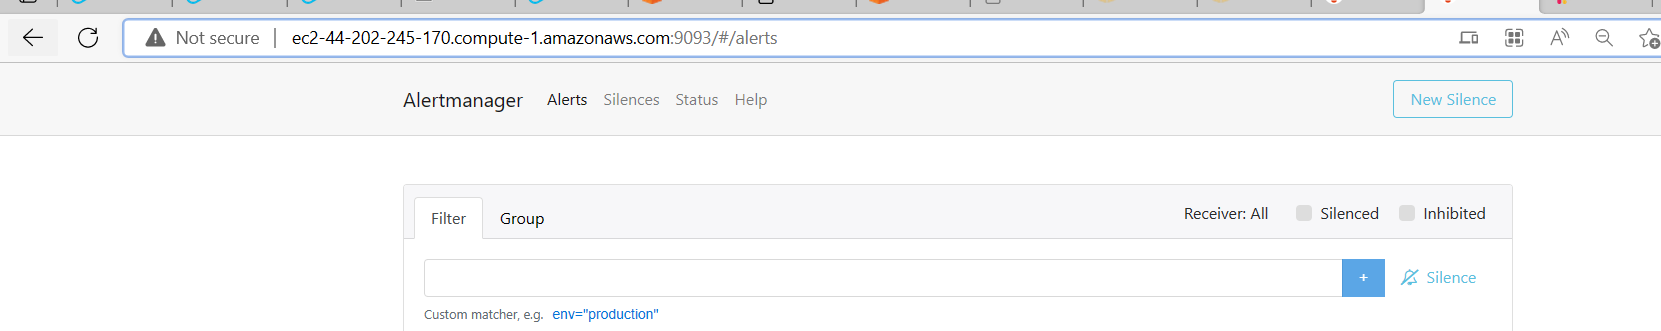 Not secure | ec2-44-202-245-170.compute-1.amazonaws.com:9093/#/alerts
Alertmanager Alerts Silences Status Help New Silence
Filter Group Receiver: All Silenced Inhibited
+ Silence
Custom matcher, e.g. env="production"